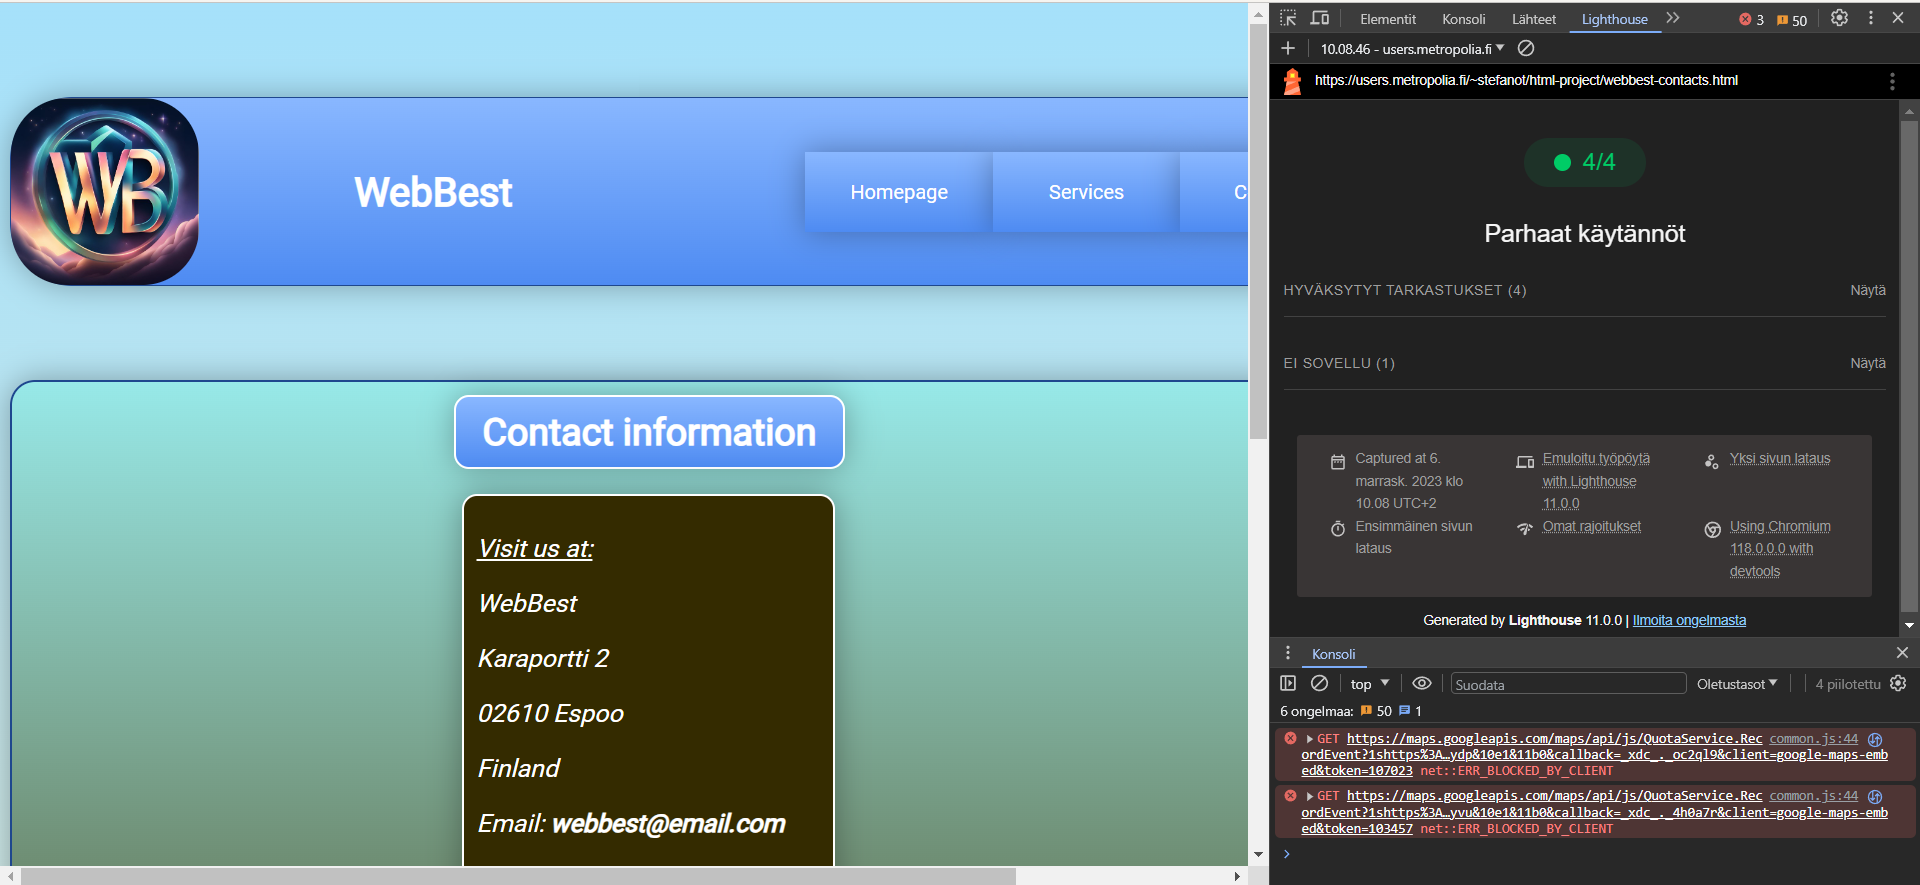 WB
WebBest
Homepage
Services
C
Contact information
Visit us at:
WebBest
Karaportti 2
02610 Espoo
Finland
Email: webbest@email.com
Elementit Konsoli Lähteet Lighthouse 3 50
10.08.46 - users.metropolia.fi
https://users.metropolia.fi/~stefanot/html-project/webbest-contacts.html
4/4
Parhaat käytännöt
HYVÄKSYTYT TARKASTUKSET (4) Näytä
EI SOVELLU (1) Näytä
Captured at 6.
marrask. 2023 klo
10.08 UTC+2
Emuloitu työpöytä
with Lighthouse
11.0.0
Yksi sivun lataus
Ensimmäinen sivun
lataus
Omat rajoitukset
Using Chromium
118.0.0.0 with
devtools
Generated by Lighthouse 11.0.0 | Ilmoita ongelmasta
Konsoli
top Suodata Oletustasot 4 piilotettu
6 ongelmaa: 50 1
GET https://maps.googleapis.com/maps/api/js/QuotaService.Rec common.js:44
ordEvent?1shttps%3A…ydp&10e1&11b0&callback=_xdc_._oc2ql9&client=google-maps-emb
ed&token=107023 net::ERR_BLOCKED_BY_CLIENT
GET https://maps.googleapis.com/maps/api/js/QuotaService.Rec common.js:44
ordEvent?1shttps%3A…yvu&10e1&11b0&callback=_xdc_._4h0a7r&client=google-maps-emb
ed&token=103457 net::ERR_BLOCKED_BY_CLIENT